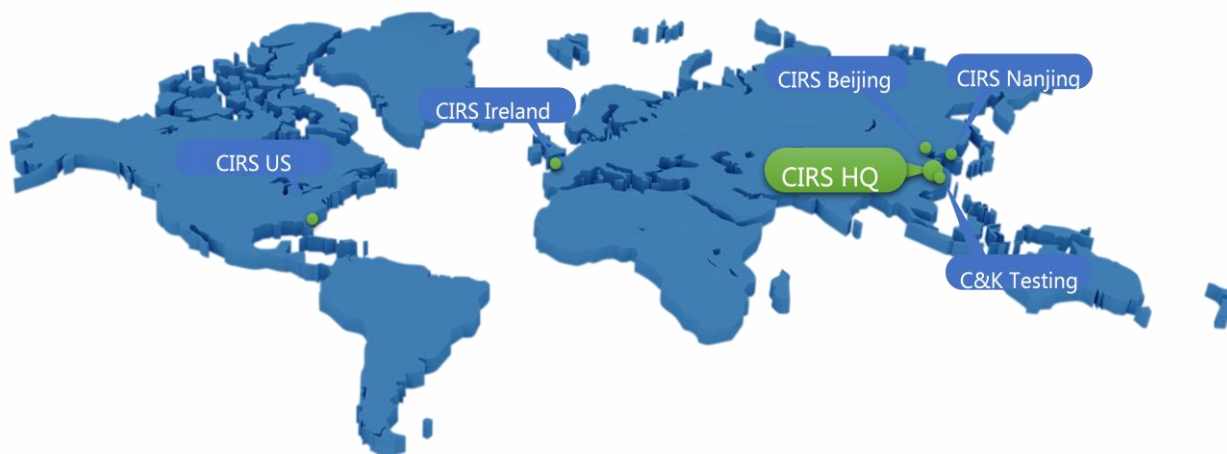 CIRS Beijing
CIRS Nanjing
CIRS Ireland
CIRS US
CIRS HQ
C&K Testing